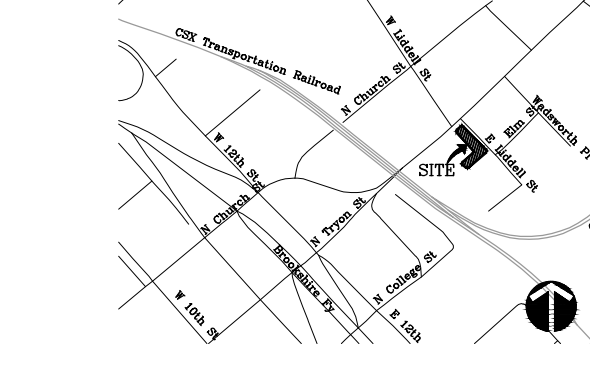 CSX Transportation Railroad
W Liddell St
N Church St
Wadsworth Pl
Elm St
E Liddell St
SITE
W 12th St
N Church St
N Tryon St
Brookshire Fy
N College St
W 10th St
E 12th